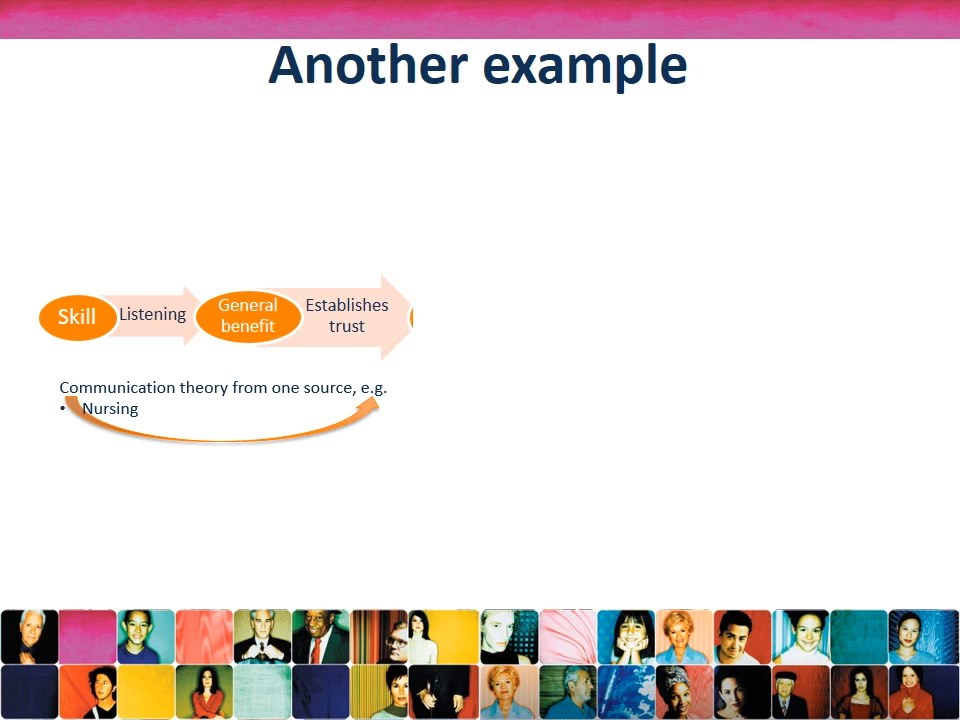 Another example
Skill
Listening
General
benefit
Establishes
trust
Communication theory from one source, e.g.
• Nursing